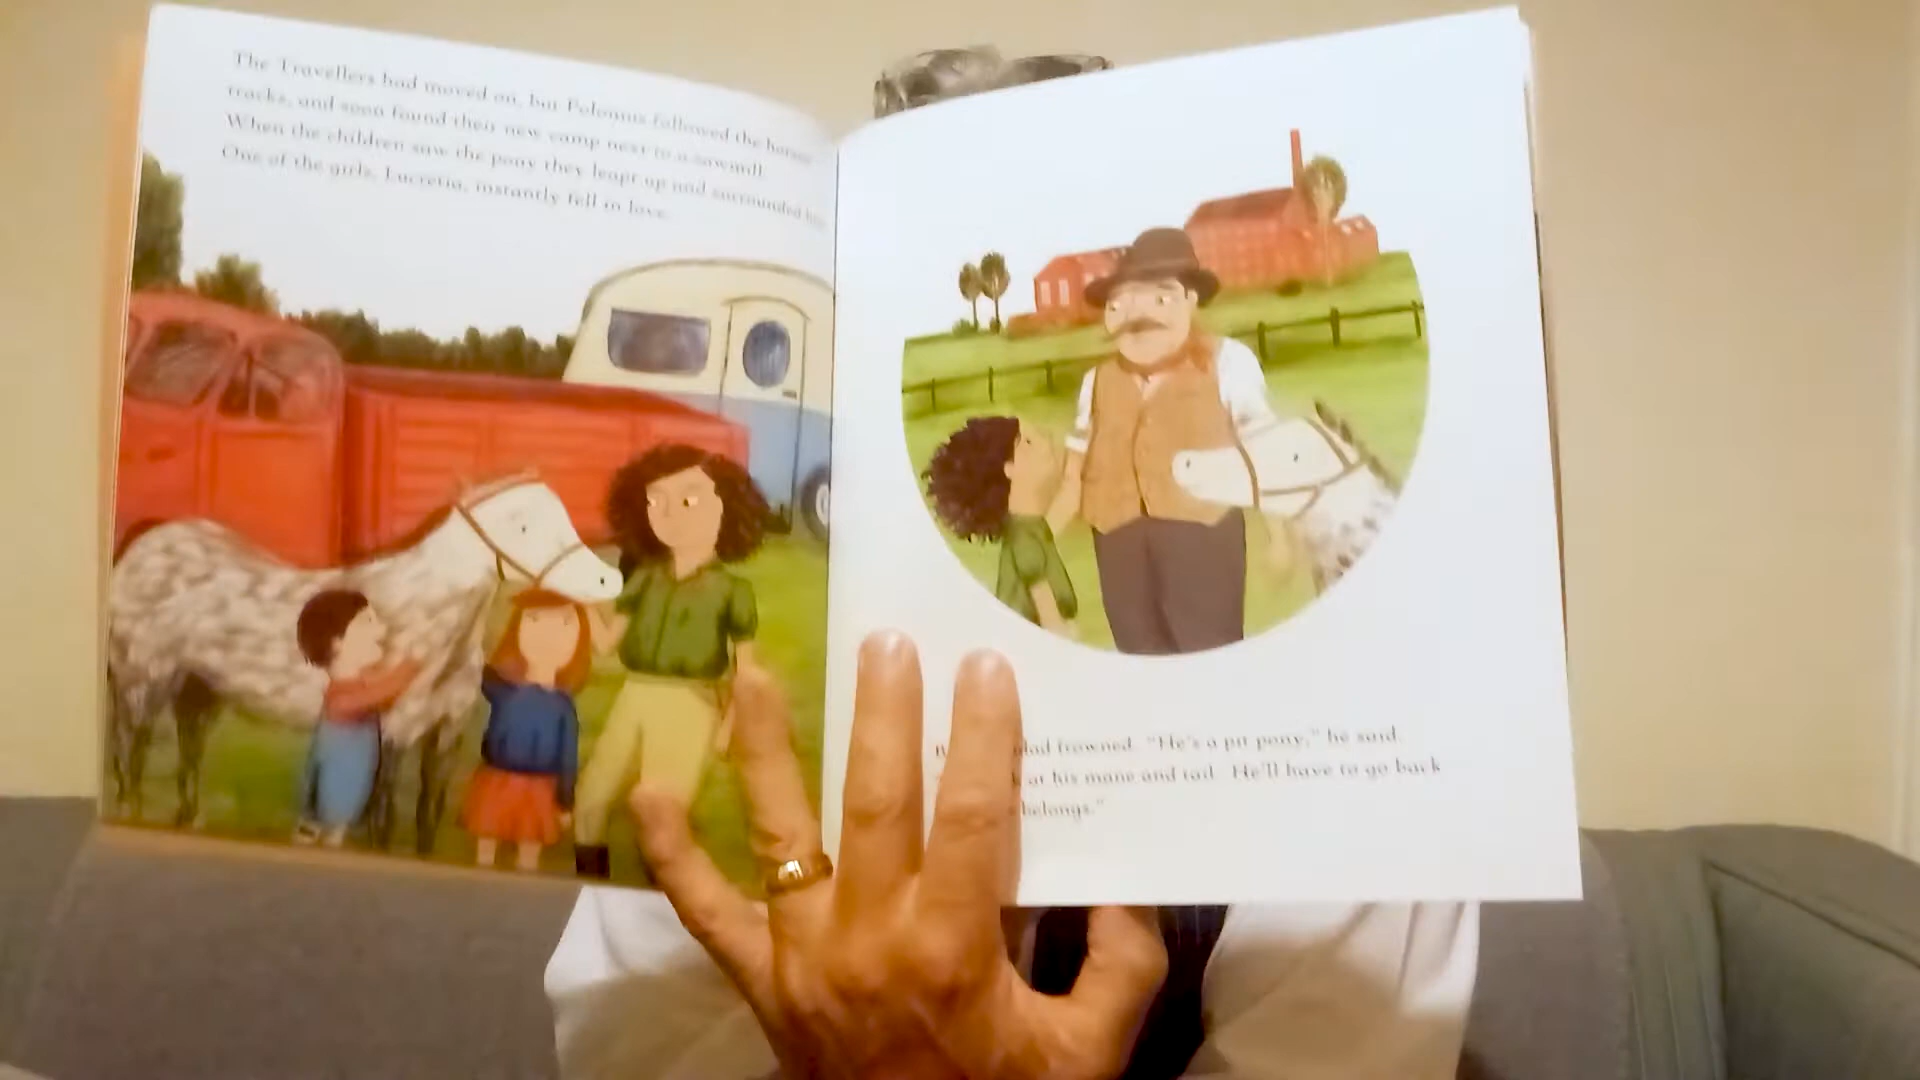 The Travellers had moved on, but Polonius followed the horse
tracks, and soon found their new camp next to a sawmill.
When the children saw the pony they leapt up and surrounded
One of the girls, Lucretia, instantly fell in love.
frowned. "He's a pit pony," he said.
at his mane and tail. He'll have to go back
belongs."